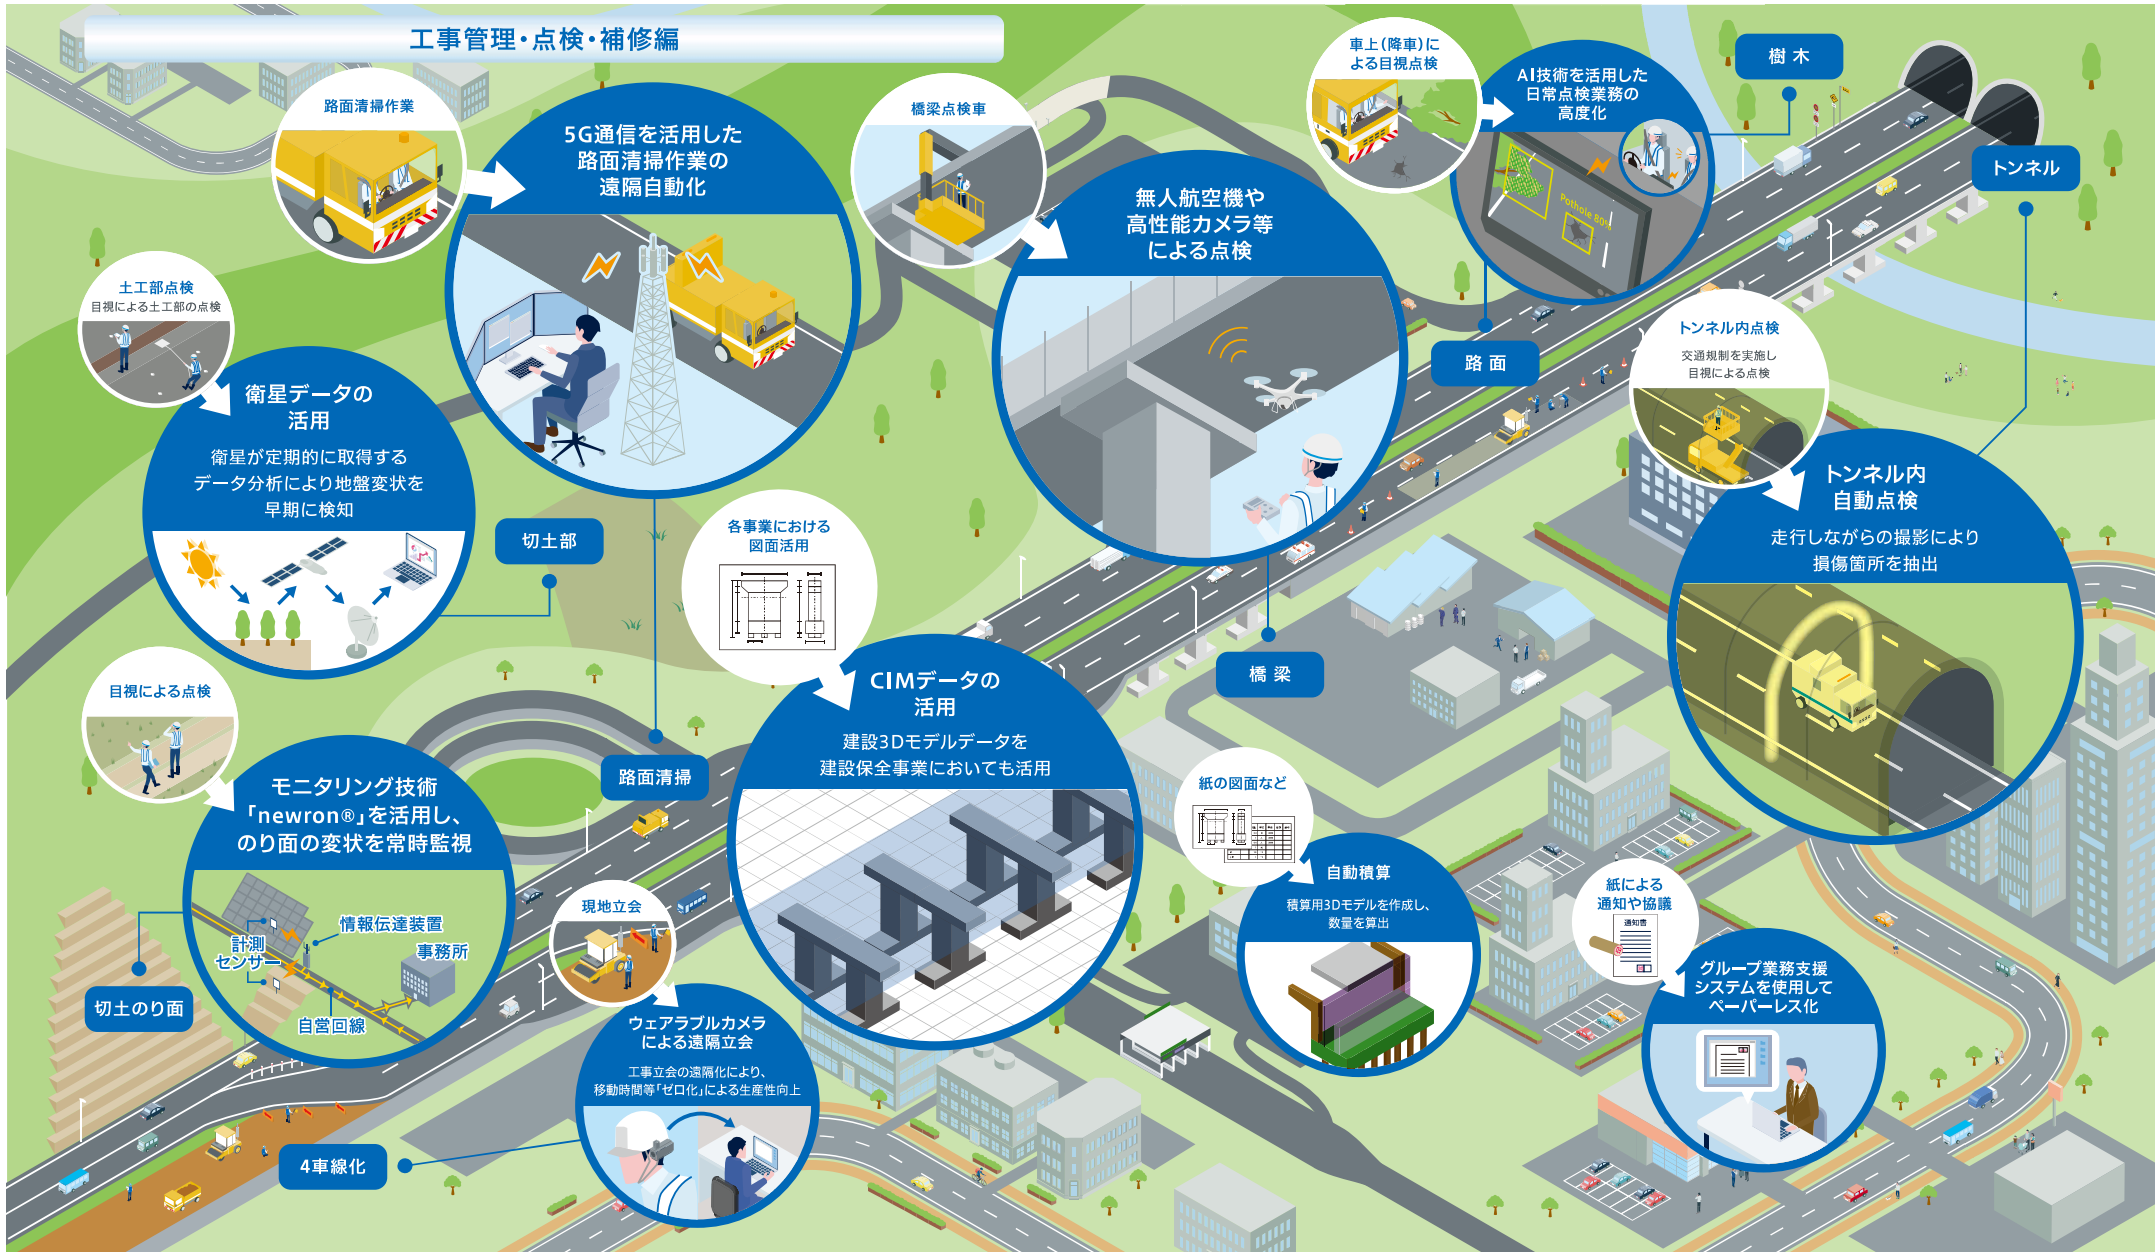 工事管理・点検・補修編
路面清掃作業
5G通信を活用した
路面清掃作業の
遠隔自動化
橋梁点検車
無人航空機や
高性能カメラ等
による点検
車上(降車)に
よる目視点検
AI技術を活用した
日常点検業務の
高度化
Pothole 80%
樹木
トンネル
土工部点検
目視による土工部の点検
衛星データの
活用
衛星が定期的に取得する
データ分析により地盤変状を
早期に検知
切土部
路面
トンネル内点検
交通規制を実施し
目視による点検
トンネル内
自動点検
走行しながらの撮影により
損傷箇所を抽出
各事業における
図面活用
CIMデータの
活用
建設3Dモデルデータを
建設保全事業においても活用
橋梁
目視による点検
モニタリング技術
「newron®」を活用し、
のり面の変状を常時監視
計測
センサー
情報伝達装置
事務所
自営回線
切土のり面
路面清掃
現地立会
ウェアラブルカメラ
による遠隔立会
工事立会の遠隔化により、
移動時間等「ゼロ化」による生産性向上
4車線化
紙の図面など
自動積算
積算用3Dモデルを作成し、
数量を算出
紙による
通知や協議
通知書
グループ業務支援
システムを使用して
ペーパーレス化